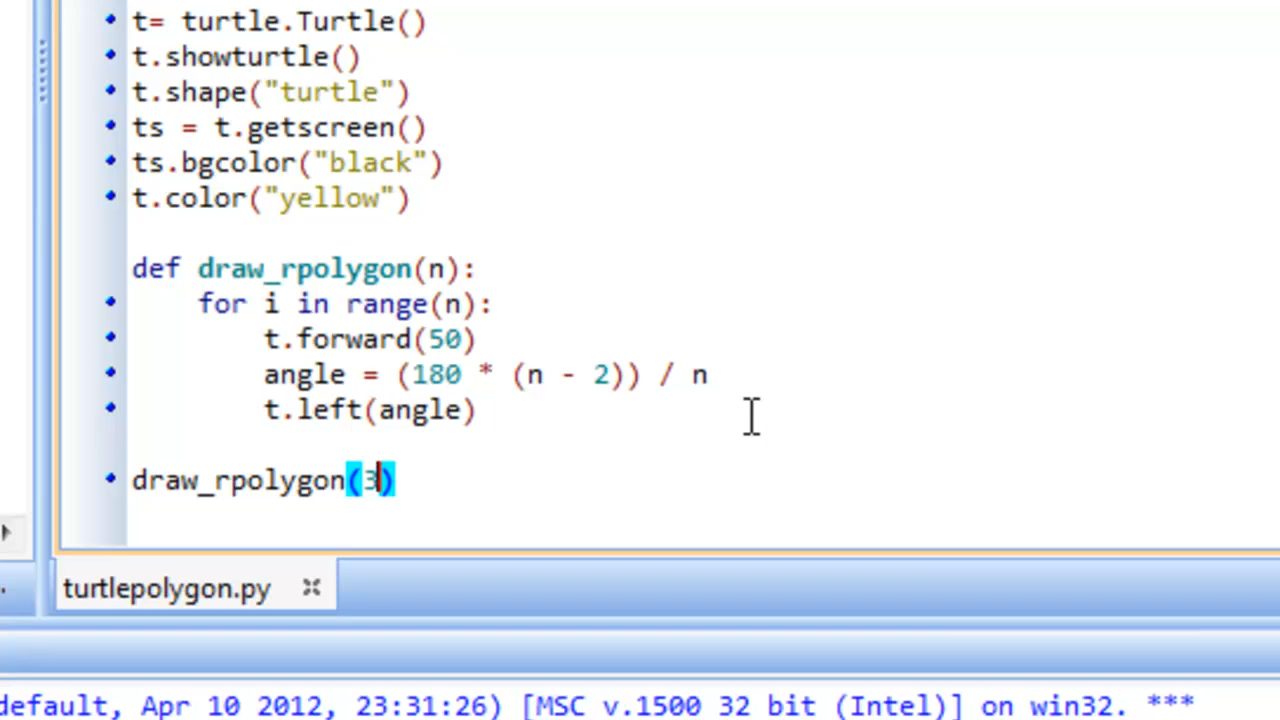 t= turtle.Turtle()
t.showturtle()
t.shape("turtle")
ts = t.getscreen()
ts.bgcolor("black")
t.color("yellow")
def draw_rpolygon(n):
for i in range(n):
t.forward(50)
angle = (180 * (n - 2)) / n
t.left(angle)
draw_rpolygon(3)
turtlepolygon.py
default, Apr 10 2012, 23:31:26) [MSC v.1500 32 bit (Intel)] on win32. ***